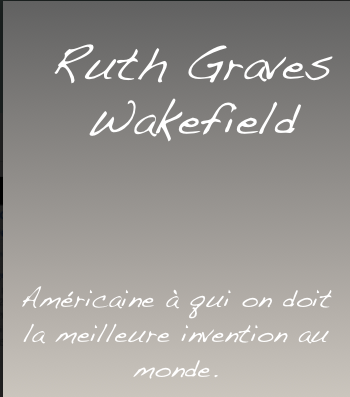 Ruth Graves
Wakefield
Américaine à qui on doit
la meilleure invention au
monde.